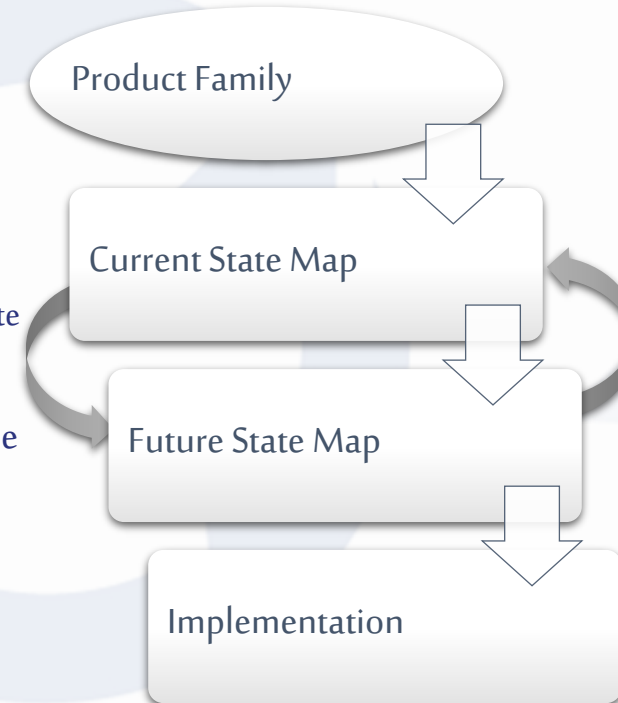 Product Family
Current State Map
Future State Map
Implementation